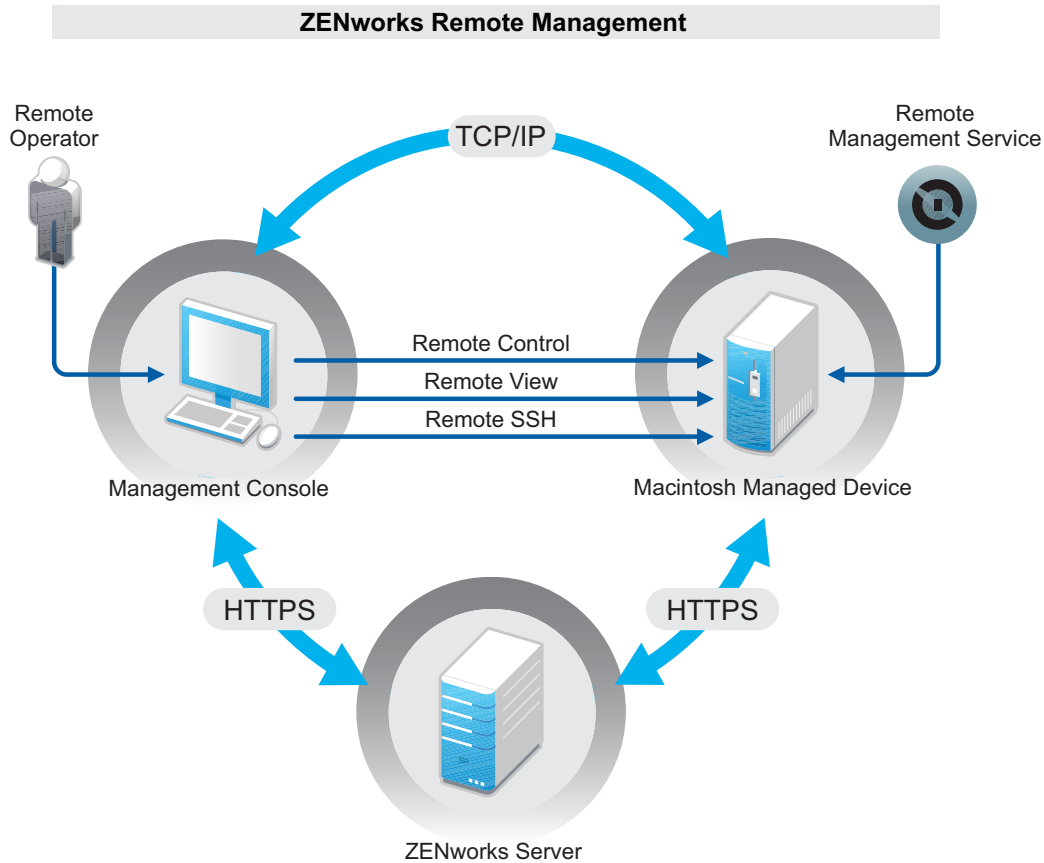 ZENworks Remote Management
Remote
Operator
TCP/IP
Remote
Management Service
Remote Control
Remote View
Remote SSH
Management Console
Macintosh Managed Device
HTTPS
HTTPS
ZENworks Server